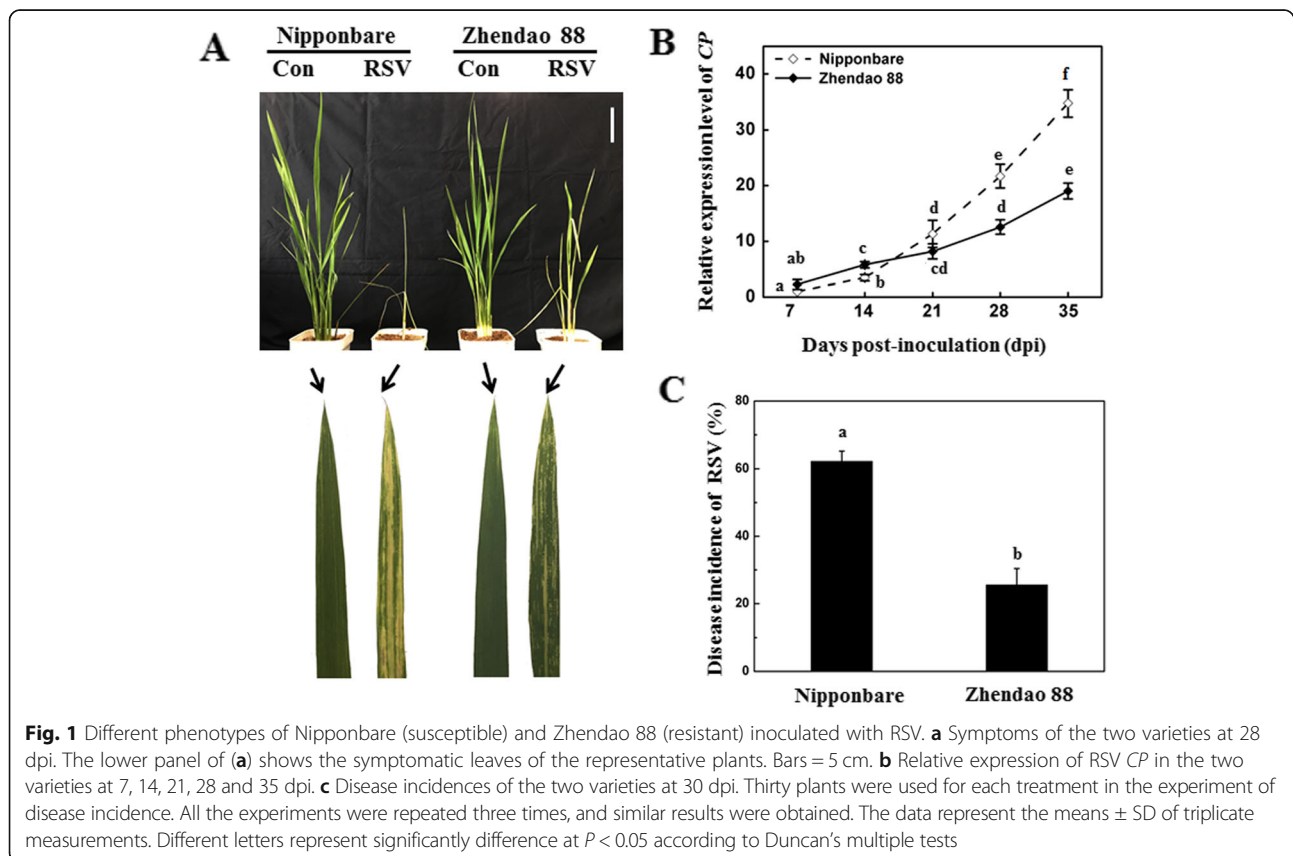 A
Nipponbare Zhendao 88
Con RSV Con RSV
B
Relative expression level of CP
40
30
20
10
0
Nipponbare
Zhendao 88
a
ab
b
c
d
cd
e
d
f
e
7 14 21 28 35
Days post-inoculation (dpi)
C
Disease incidence of RSV (%)
80
60
40
20
0
a
b
Nipponbare Zhendao 88
Fig. 1 Different phenotypes of Nipponbare (susceptible) and Zhendao 88 (resistant) inoculated with RSV. a Symptoms of the two varieties at 28
dpi. The lower panel of (a) shows the symptomatic leaves of the representative plants. Bars = 5 cm. b Relative expression of RSV CP in the two
varieties at 7, 14, 21, 28 and 35 dpi. c Disease incidences of the two varieties at 30 dpi. Thirty plants were used for each treatment in the experiment of
disease incidence. All the experiments were repeated three times, and similar results were obtained. The data represent the means ± SD of triplicate
measurements. Different letters represent significantly difference at P < 0.05 according to Duncan's multiple tests